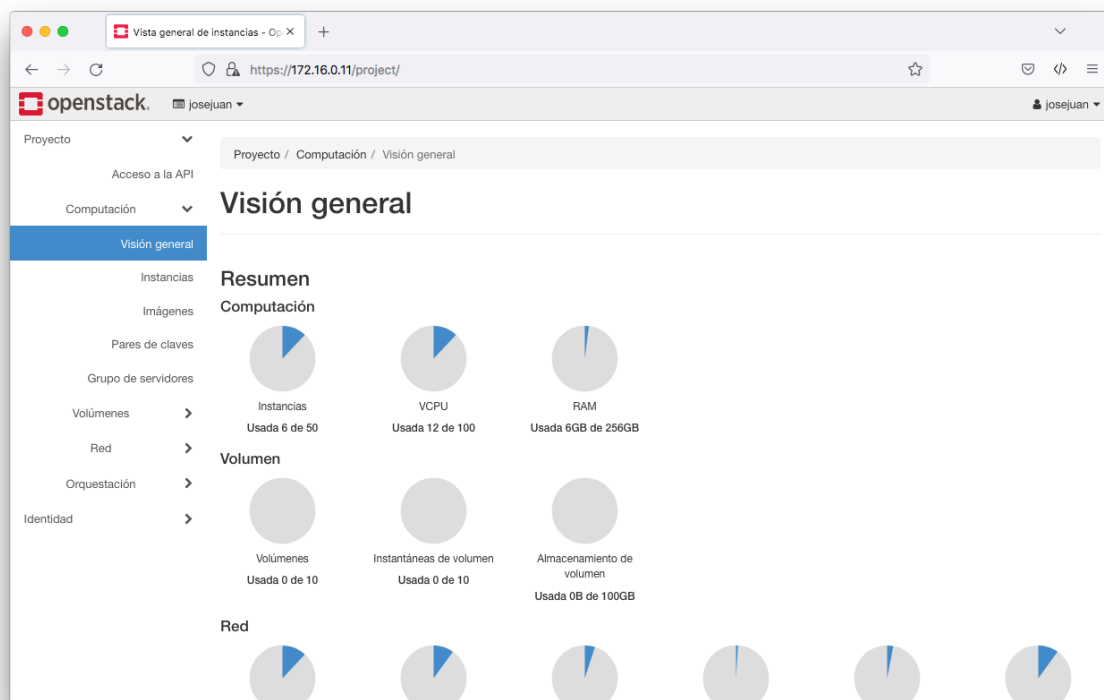 Vista general de instancias - Op
https://172.16.0.11/project/
openstack.
josejuan
josejuan
Proyecto
Acceso a la API
Computación
Visión general
Instancias
Imágenes
Pares de claves
Grupo de servidores
Volúmenes
Red
Orquestación
Identidad
Proyecto / Computación / Visión general
Visión general
Resumen
Computación
Instancias
Usada 6 de 50
VCPU
Usada 12 de 100
RAM
Usada 6GB de 256GB
Volumen
Volúmenes
Usada 0 de 10
Instantáneas de volumen
Usada 0 de 10
Almacenamiento de
volumen
Usada 0B de 100GB
Red